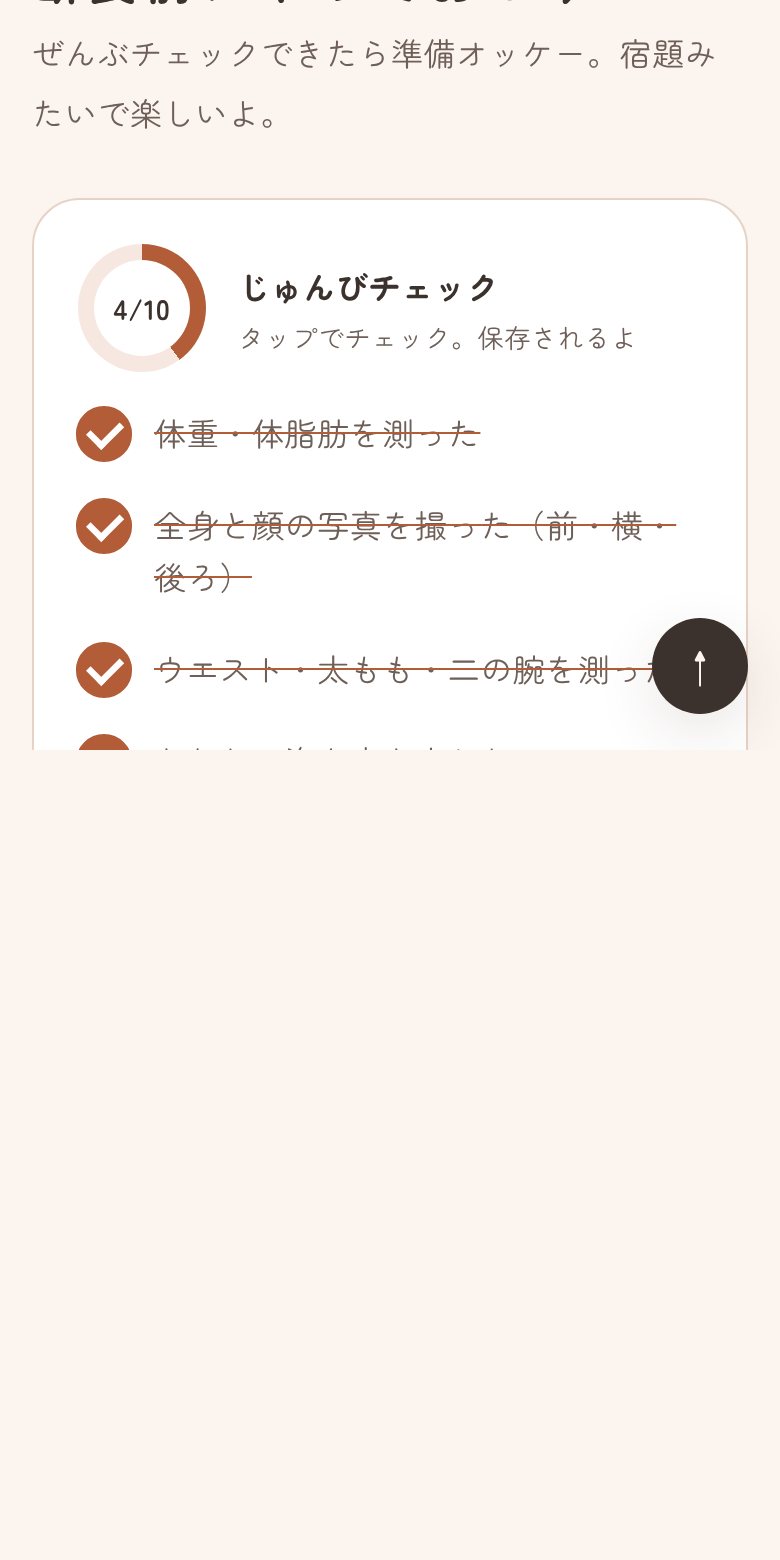 ぜんぶチェックできたら準備オッケー。宿題み
たいで楽しいよ。
4/10
じゅんびチェック
タップでチェック。保存されるよ
体重・体脂肪を測った
全身と顔の写真を撮った（前・横・
後ろ）
ウエスト・太もも・二の腕を測っ
↑